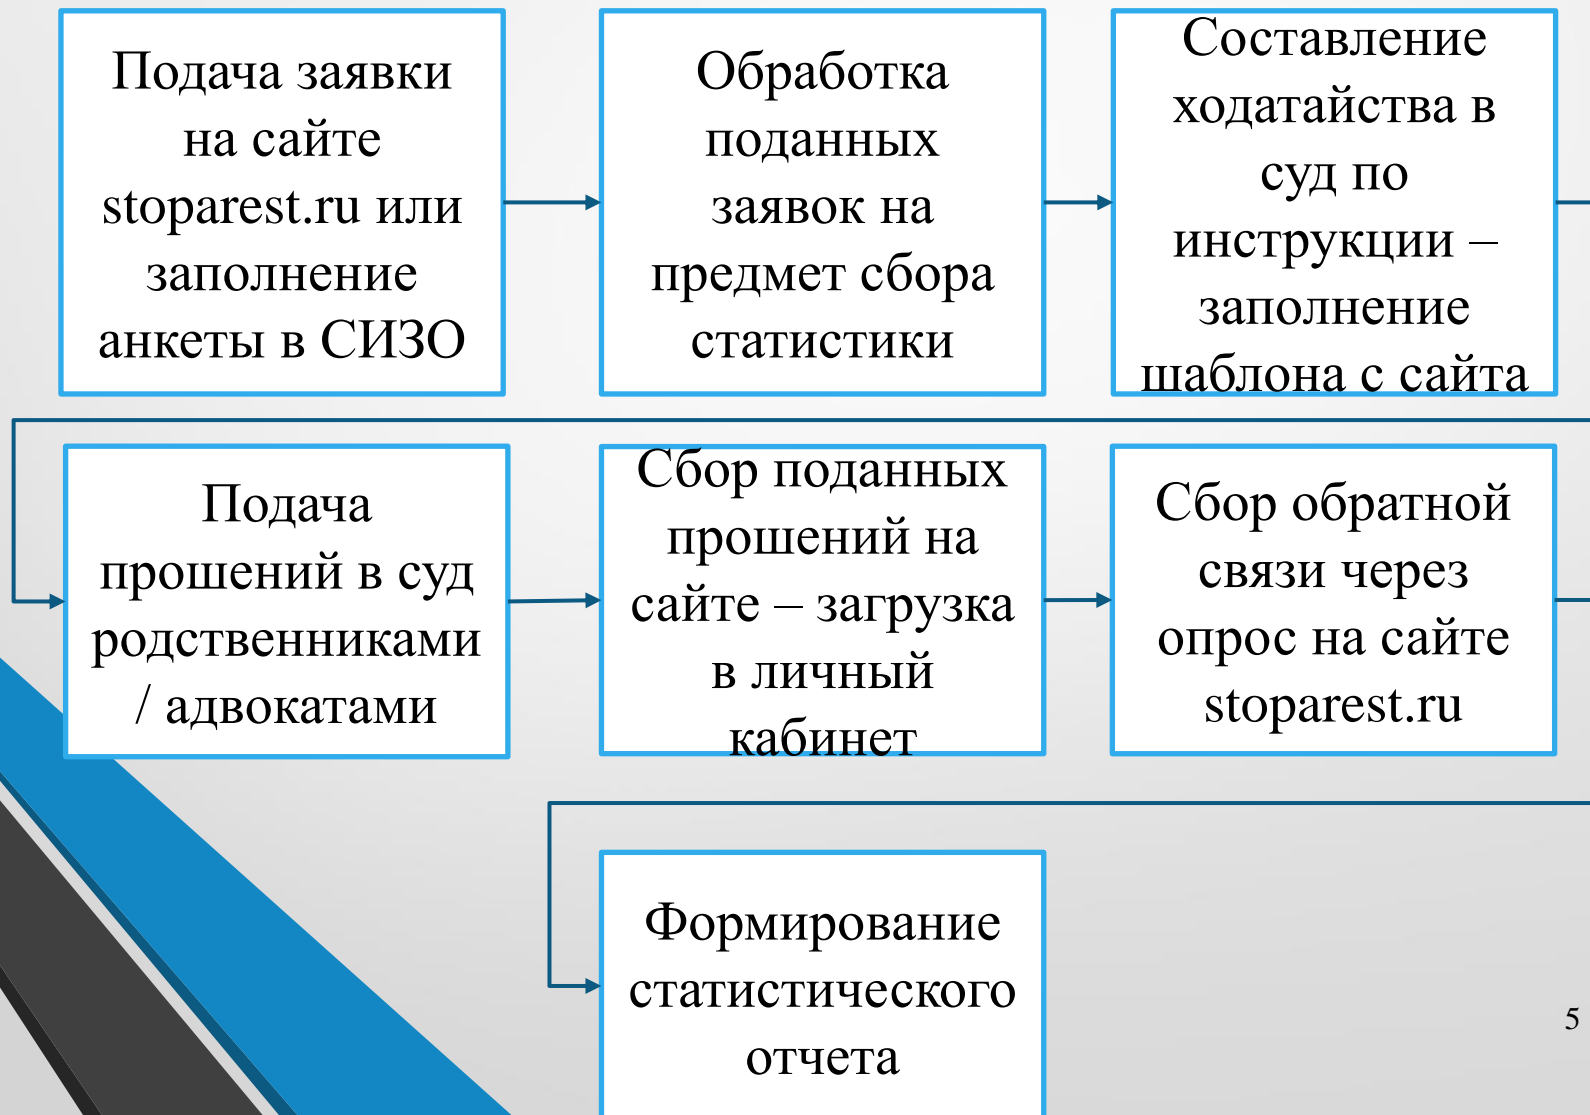 Подача заявки
на сайте
stoparest.ru или
заполнение
анкеты в СИЗО
Обработка
поданных
заявок на
предмет сбора
статистики
Составление
ходатайства в
суд по
инструкции –
заполнение
шаблона с сайта
Подача
прошений в суд
родственниками
/ адвокатами
Сбор поданных
прошений на
сайте – загрузка
в личный
кабинет
Сбор обратной
связи через
опрос на сайте
stoparest.ru
Формирование
статистического
отчета
5